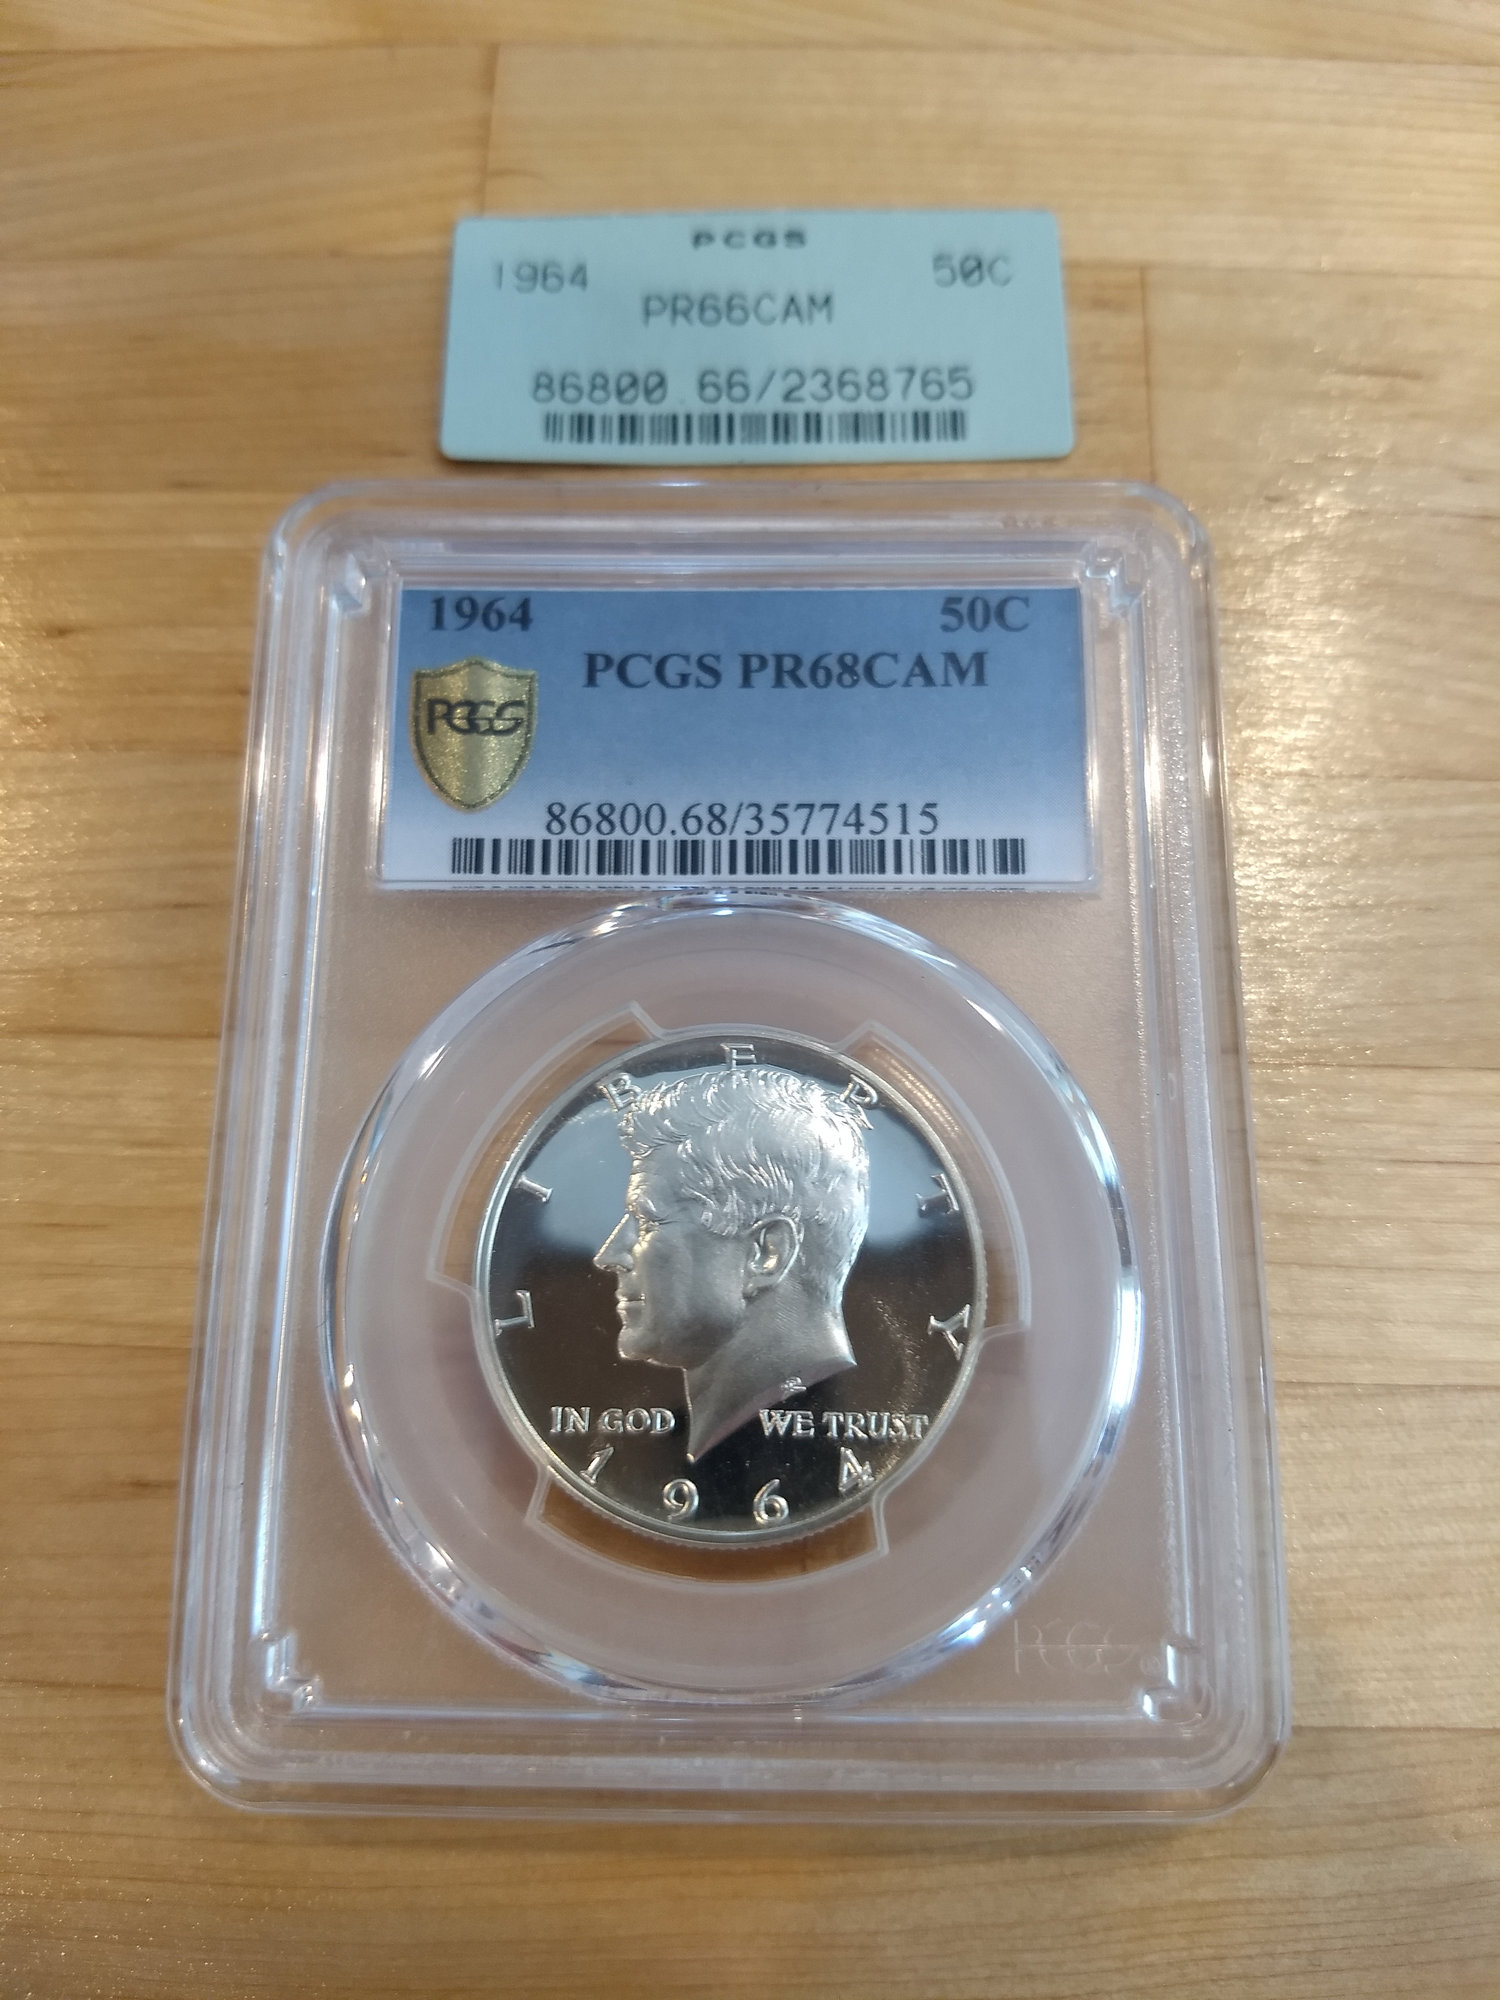 PCGS
1964 50C
PR66CAM
86800.66/2368765
1964 50C
PCGS PR68CAM
PCGS
86800.68/35774515
LIBERTY
IN GOD WE TRUST
1964
PCGS